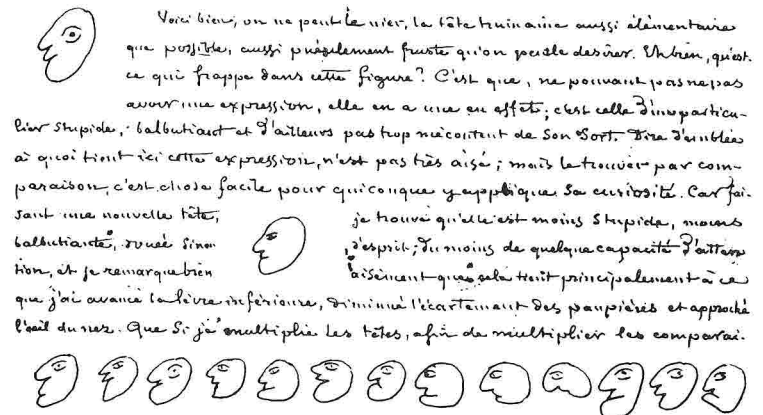 Voici bien, on ne peut le nier, la tête humaine aussi élémentaire
que possible, aussi puérilement fruste qu'on puisse desirer. Eh bien, qu'est-
ce qui frappe dans cette figure? C'est que, ne pouvant pas ne pas
avoir une expression, elle en a une en effet; c'est celle d'un particu-
lier stupide, balbutiant et d'ailleurs pas trop mécontent de son sort. Dire d'emblée
à quoi tient ici cette expression, n'est pas très aisé; mais la trouver par com-
paraison, c'est chose facile pour quiconque y applique sa curiosité. Car fai-
sant une nouvelle tête, je trouve qu'elle est moins stupide, moins
balbutiante, douée sinon d'esprit, du moins de quelque capacité d'atten
tion, et je remarque bien aisément que cela tient principalement à ce
que j'ai avancé la lèvre inférieure, diminué l'écartement des paupières et approché
l'œil du nez. Que si je multiplie les têtes, afin de multiplier les comparai-